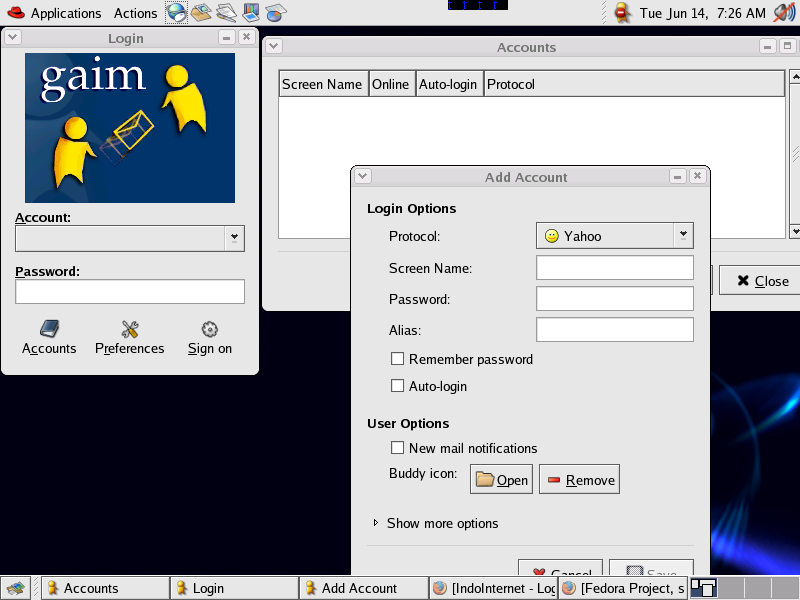 Applications Actions Tue Jun 14, 7:26 AM
Login
gaim
Account:
Password:
Accounts Preferences Sign on
Accounts
Screen Name Online Auto-login Protocol
Close
Add Account
Login Options
Protocol: Yahoo
Screen Name:
Password:
Alias:
Remember password
Auto-login
User Options
New mail notifications
Buddy icon: Open Remove
Show more options
Cancel Save
Accounts Login Add Account [IndoInternet - Log [Fedora Project, s